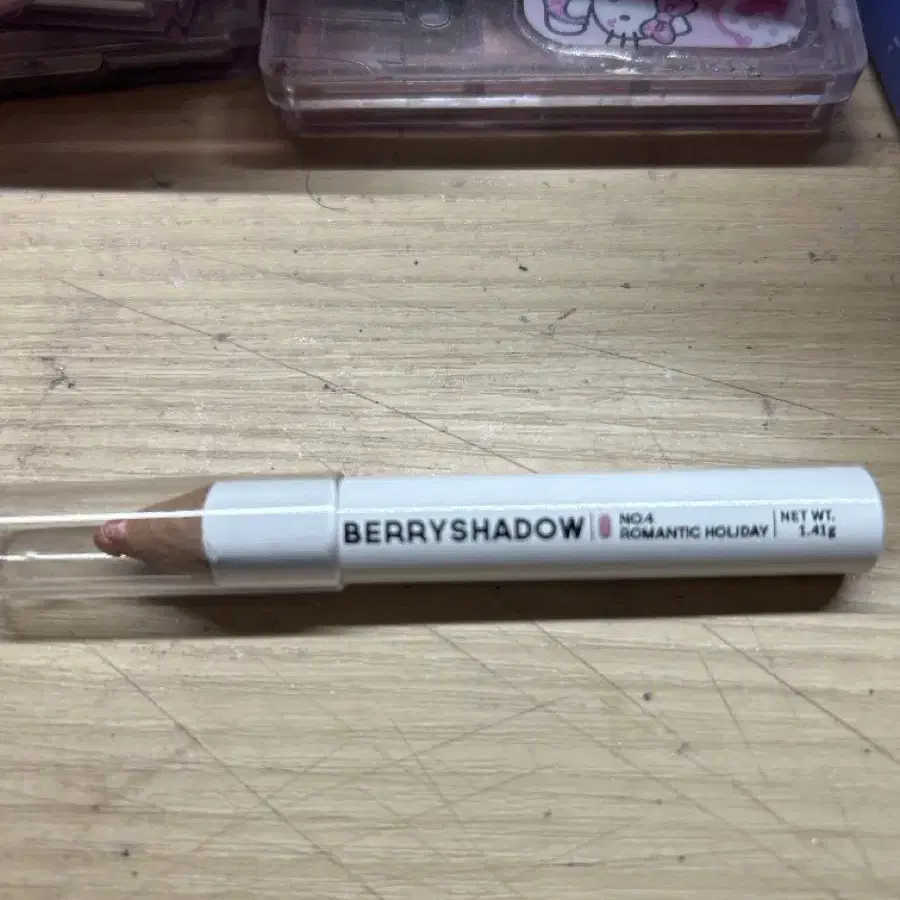 BERRYSHADOW
NO.4
ROMANTIC HOLIDAY
NET WT.
1.41g